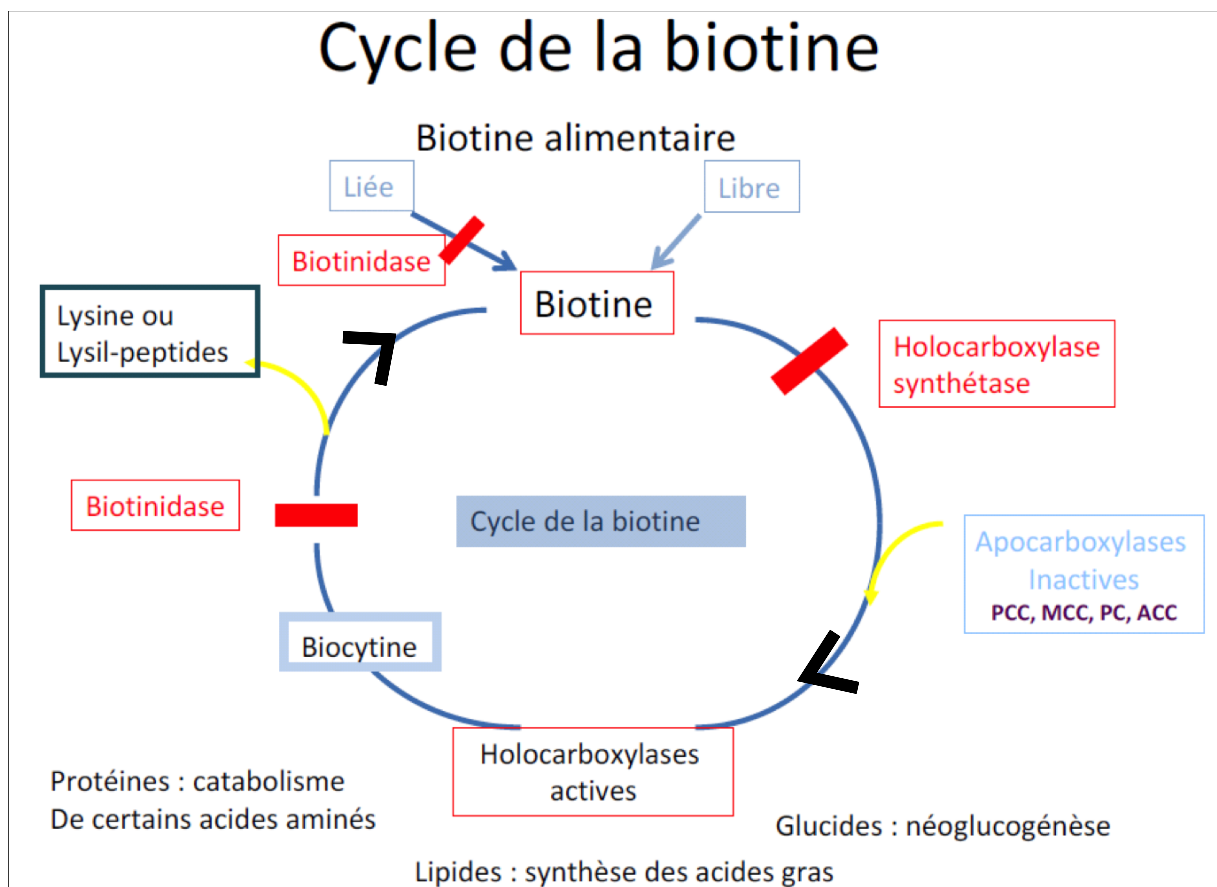 Cycle de la biotine
Biotine alimentaire
Liée
Libre
Biotinidase
Biotine
Lysine ou
Lysil-peptides
Holocarboxylase
synthétase
Biotinidase
Cycle de la biotine
Apocarboxylases
Inactives
PCC, MCC, PC, ACC
Biocytine
Holocarboxylases
actives
Protéines : catabolisme
De certains acides aminés
Glucides : néoglucogénèse
Lipides : synthèse des acides gras